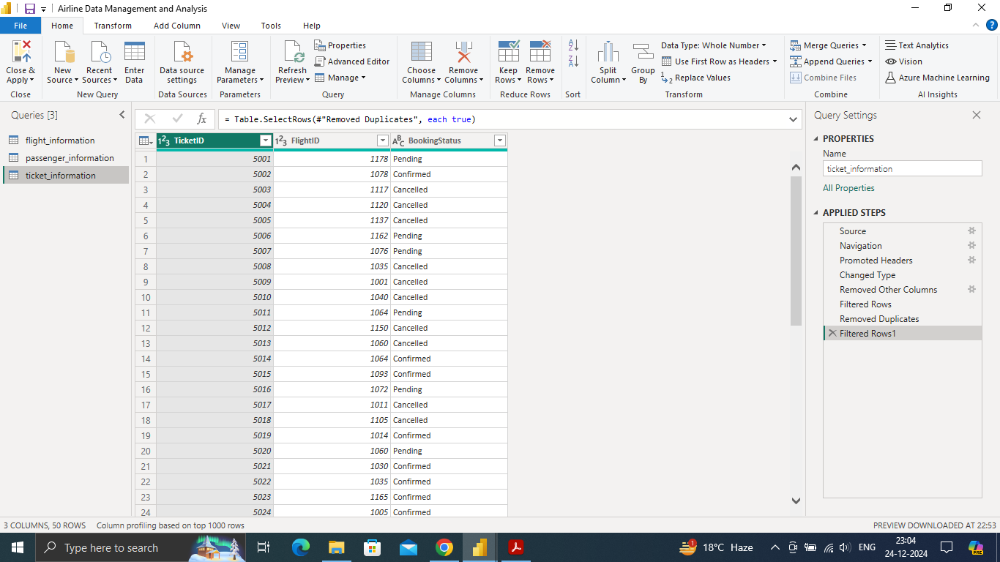 Airline Data Management and Analysis
File Home Transform Add Column View Tools Help
Close & Apply
Close
New Source
Recent Sources
Enter Data
New Query
Data source settings
Data Sources
Manage Parameters
Parameters
Refresh Preview
Properties
Advanced Editor
Manage
Query
Choose Columns
Remove Columns
Manage Columns
Keep Rows
Remove Rows
Reduce Rows
Sort
Split Column
Group By
Data Type: Whole Number
Use First Row as Headers
Replace Values
Transform
Merge Queries
Append Queries
Combine Files
Combine
Text Analytics
Vision
Azure Machine Learning
AI Insights
Queries [3]
flight_information
passenger_information
ticket_information
= Table.SelectRows(#"Removed Duplicates", each true)
TicketID FlightID BookingStatus
1 5001 1178 Pending
2 5002 1078 Confirmed
3 5003 1117 Cancelled
4 5004 1120 Cancelled
5 5005 1137 Cancelled
6 5006 1162 Pending
7 5007 1076 Pending
8 5008 1035 Cancelled
9 5009 1001 Cancelled
10 5010 1040 Cancelled
11 5011 1064 Pending
12 5012 1150 Cancelled
13 5013 1060 Cancelled
14 5014 1064 Confirmed
15 5015 1093 Confirmed
16 5016 1072 Pending
17 5017 1011 Cancelled
18 5018 1105 Cancelled
19 5019 1014 Confirmed
20 5020 1060 Pending
21 5021 1030 Confirmed
22 5022 1035 Confirmed
23 5023 1165 Confirmed
24 5024 1005 Confirmed
Query Settings
PROPERTIES
Name
ticket_information
All Properties
APPLIED STEPS
Source
Navigation
Promoted Headers
Changed Type
Removed Other Columns
Filtered Rows
Removed Duplicates
Filtered Rows1
3 COLUMNS, 50 ROWS Column profiling based on top 1000 rows
PREVIEW DOWNLOADED AT 22:53
Type here to search
1
18°C Haze
ENG
23:04
24-12-2024
PRE